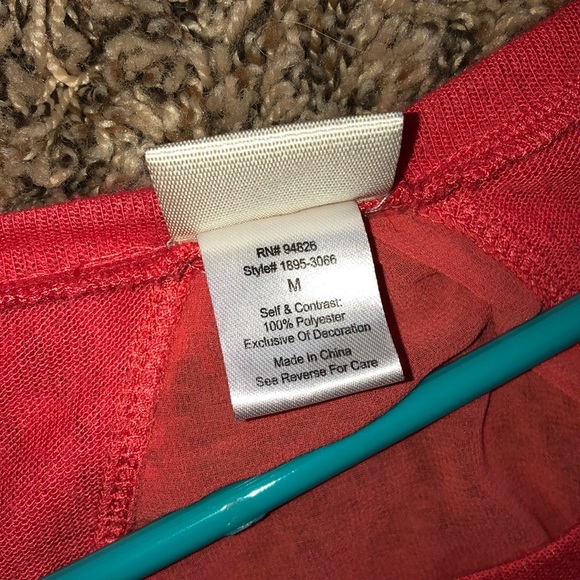 RN# 94826
Style# 1895-3066
M
Self & Contrast:
100% Polyester
Exclusive Of Decoration
Made In China
See Reverse For Care